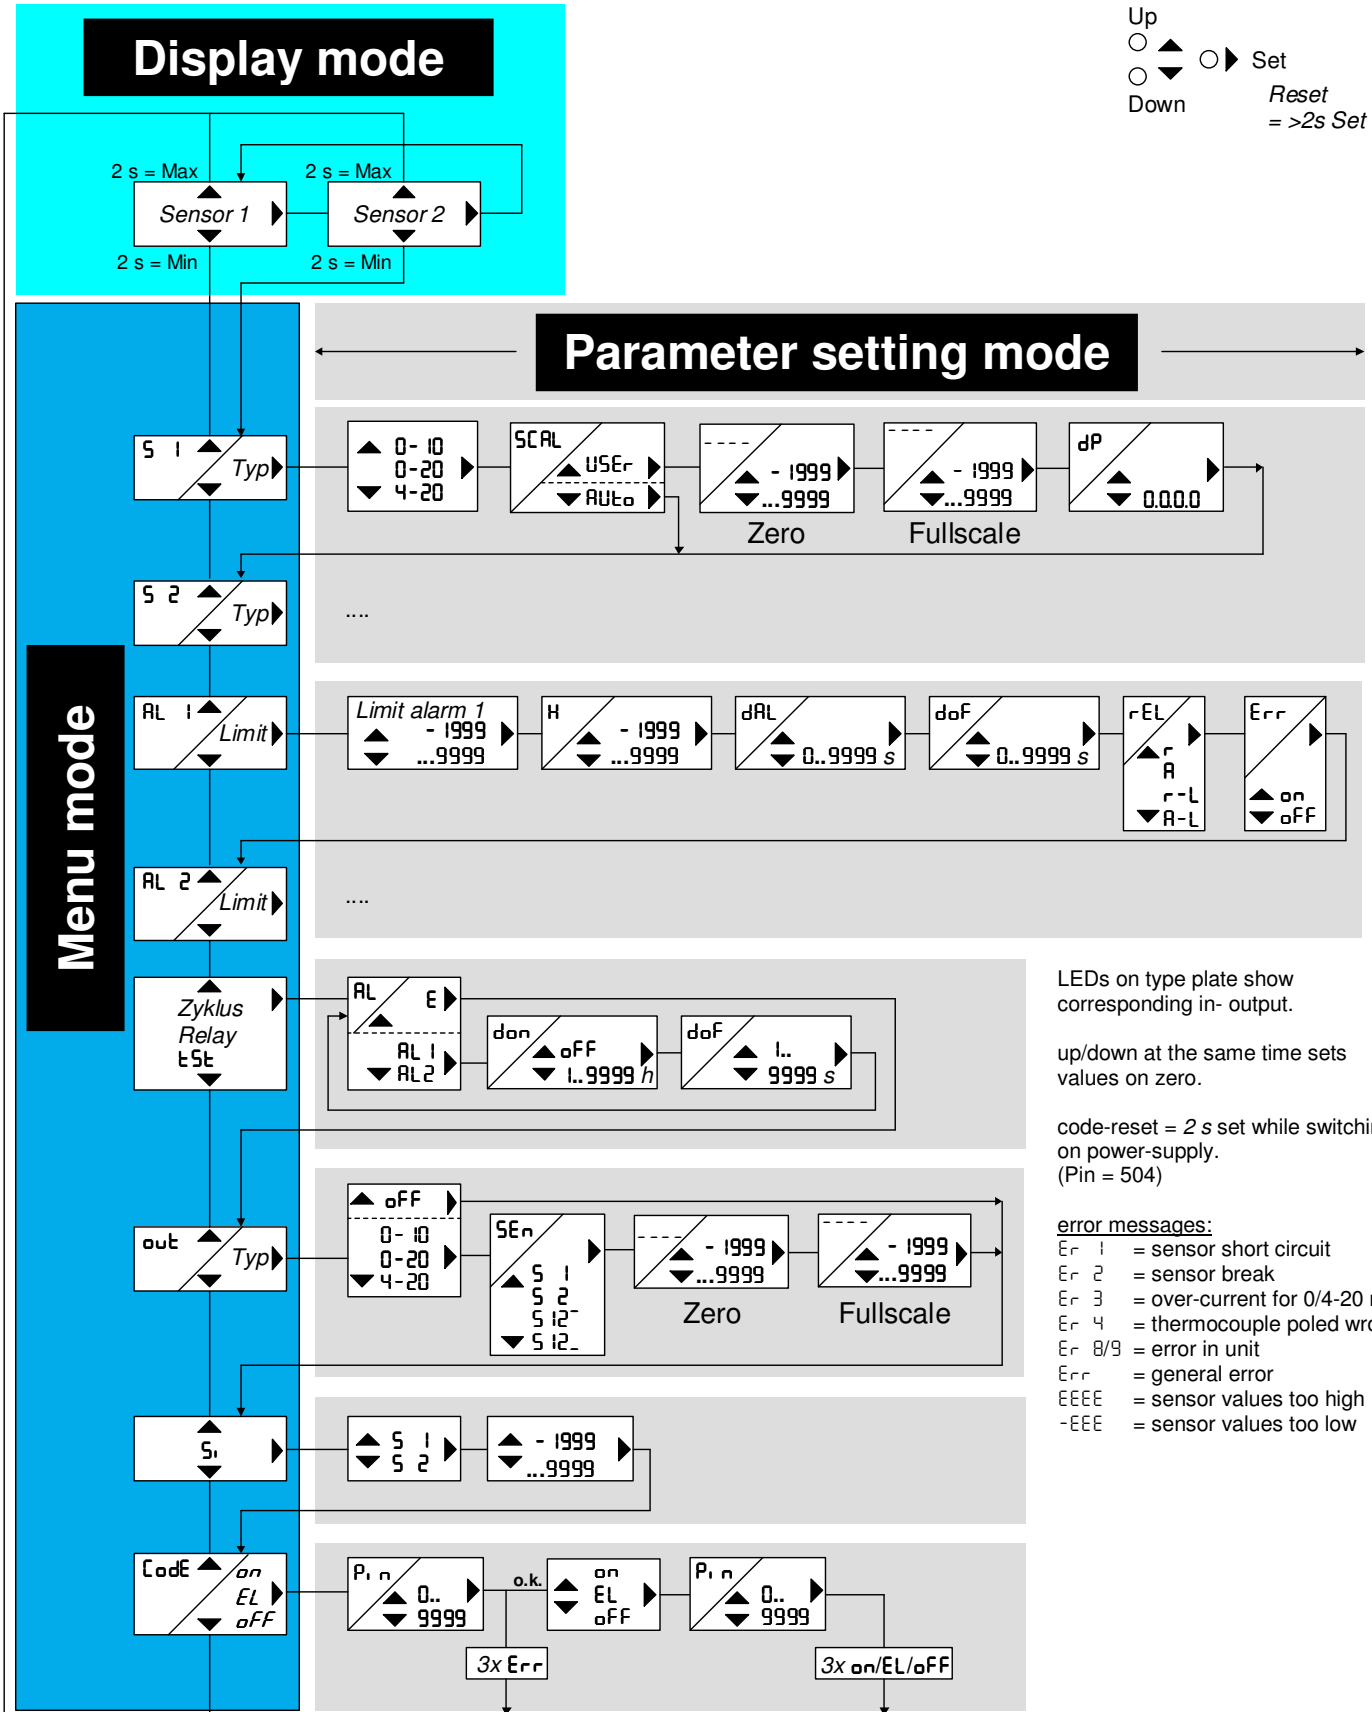 Up
Set
Down
Reset
= >2s Set
Display mode
2 s = Max
2 s = Max
Sensor 1
Sensor 2
2 s = Min
2 s = Min
Parameter setting mode
Menu mode
S 1
Typ
0-10
0-20
4-20
SCAL
USEr
AUto
----
-1999
...9999
Zero
----
-1999
...9999
Fullscale
dP
0.0.0.0
S 2
Typ
....
AL 1
Limit
Limit alarm 1
-1999
...9999
H
-1999
...9999
dAL
0..9999 s
doF
0..9999 s
rEL
r
A
r-L
A-L
Err
on
oFF
AL 2
Limit
....
Zyklus
Relay
tSt
AL
E
AL1
AL2
don
oFF
1..9999 h
doF
1..
9999 s
LEDs on type plate show
corresponding in- output.
up/down at the same time sets
values on zero.
code-reset = 2 s set while switchi
on power-supply.
(Pin = 504)
out
Typ
oFF
0-10
0-20
4-20
SEn
S 1
S 2
S12¯
S12_
----
-1999
...9999
Zero
----
-1999
...9999
Fullscale
error messages:
Er 1 = sensor short circuit
Er 2 = sensor break
Er 3 = over-current for 0/4-20
Er 4 = thermocouple poled
Er 8/9 = error in unit
Err = general error
EEEE = sensor values too high
-EEE = sensor values too low
Si
S 1
S 2
-1999
...9999
CodE
on
EL
oFF
Pin
0..
9999
o.k.
on
EL
oFF
Pin
0..
9999
3x Err
3x on/EL/oFF